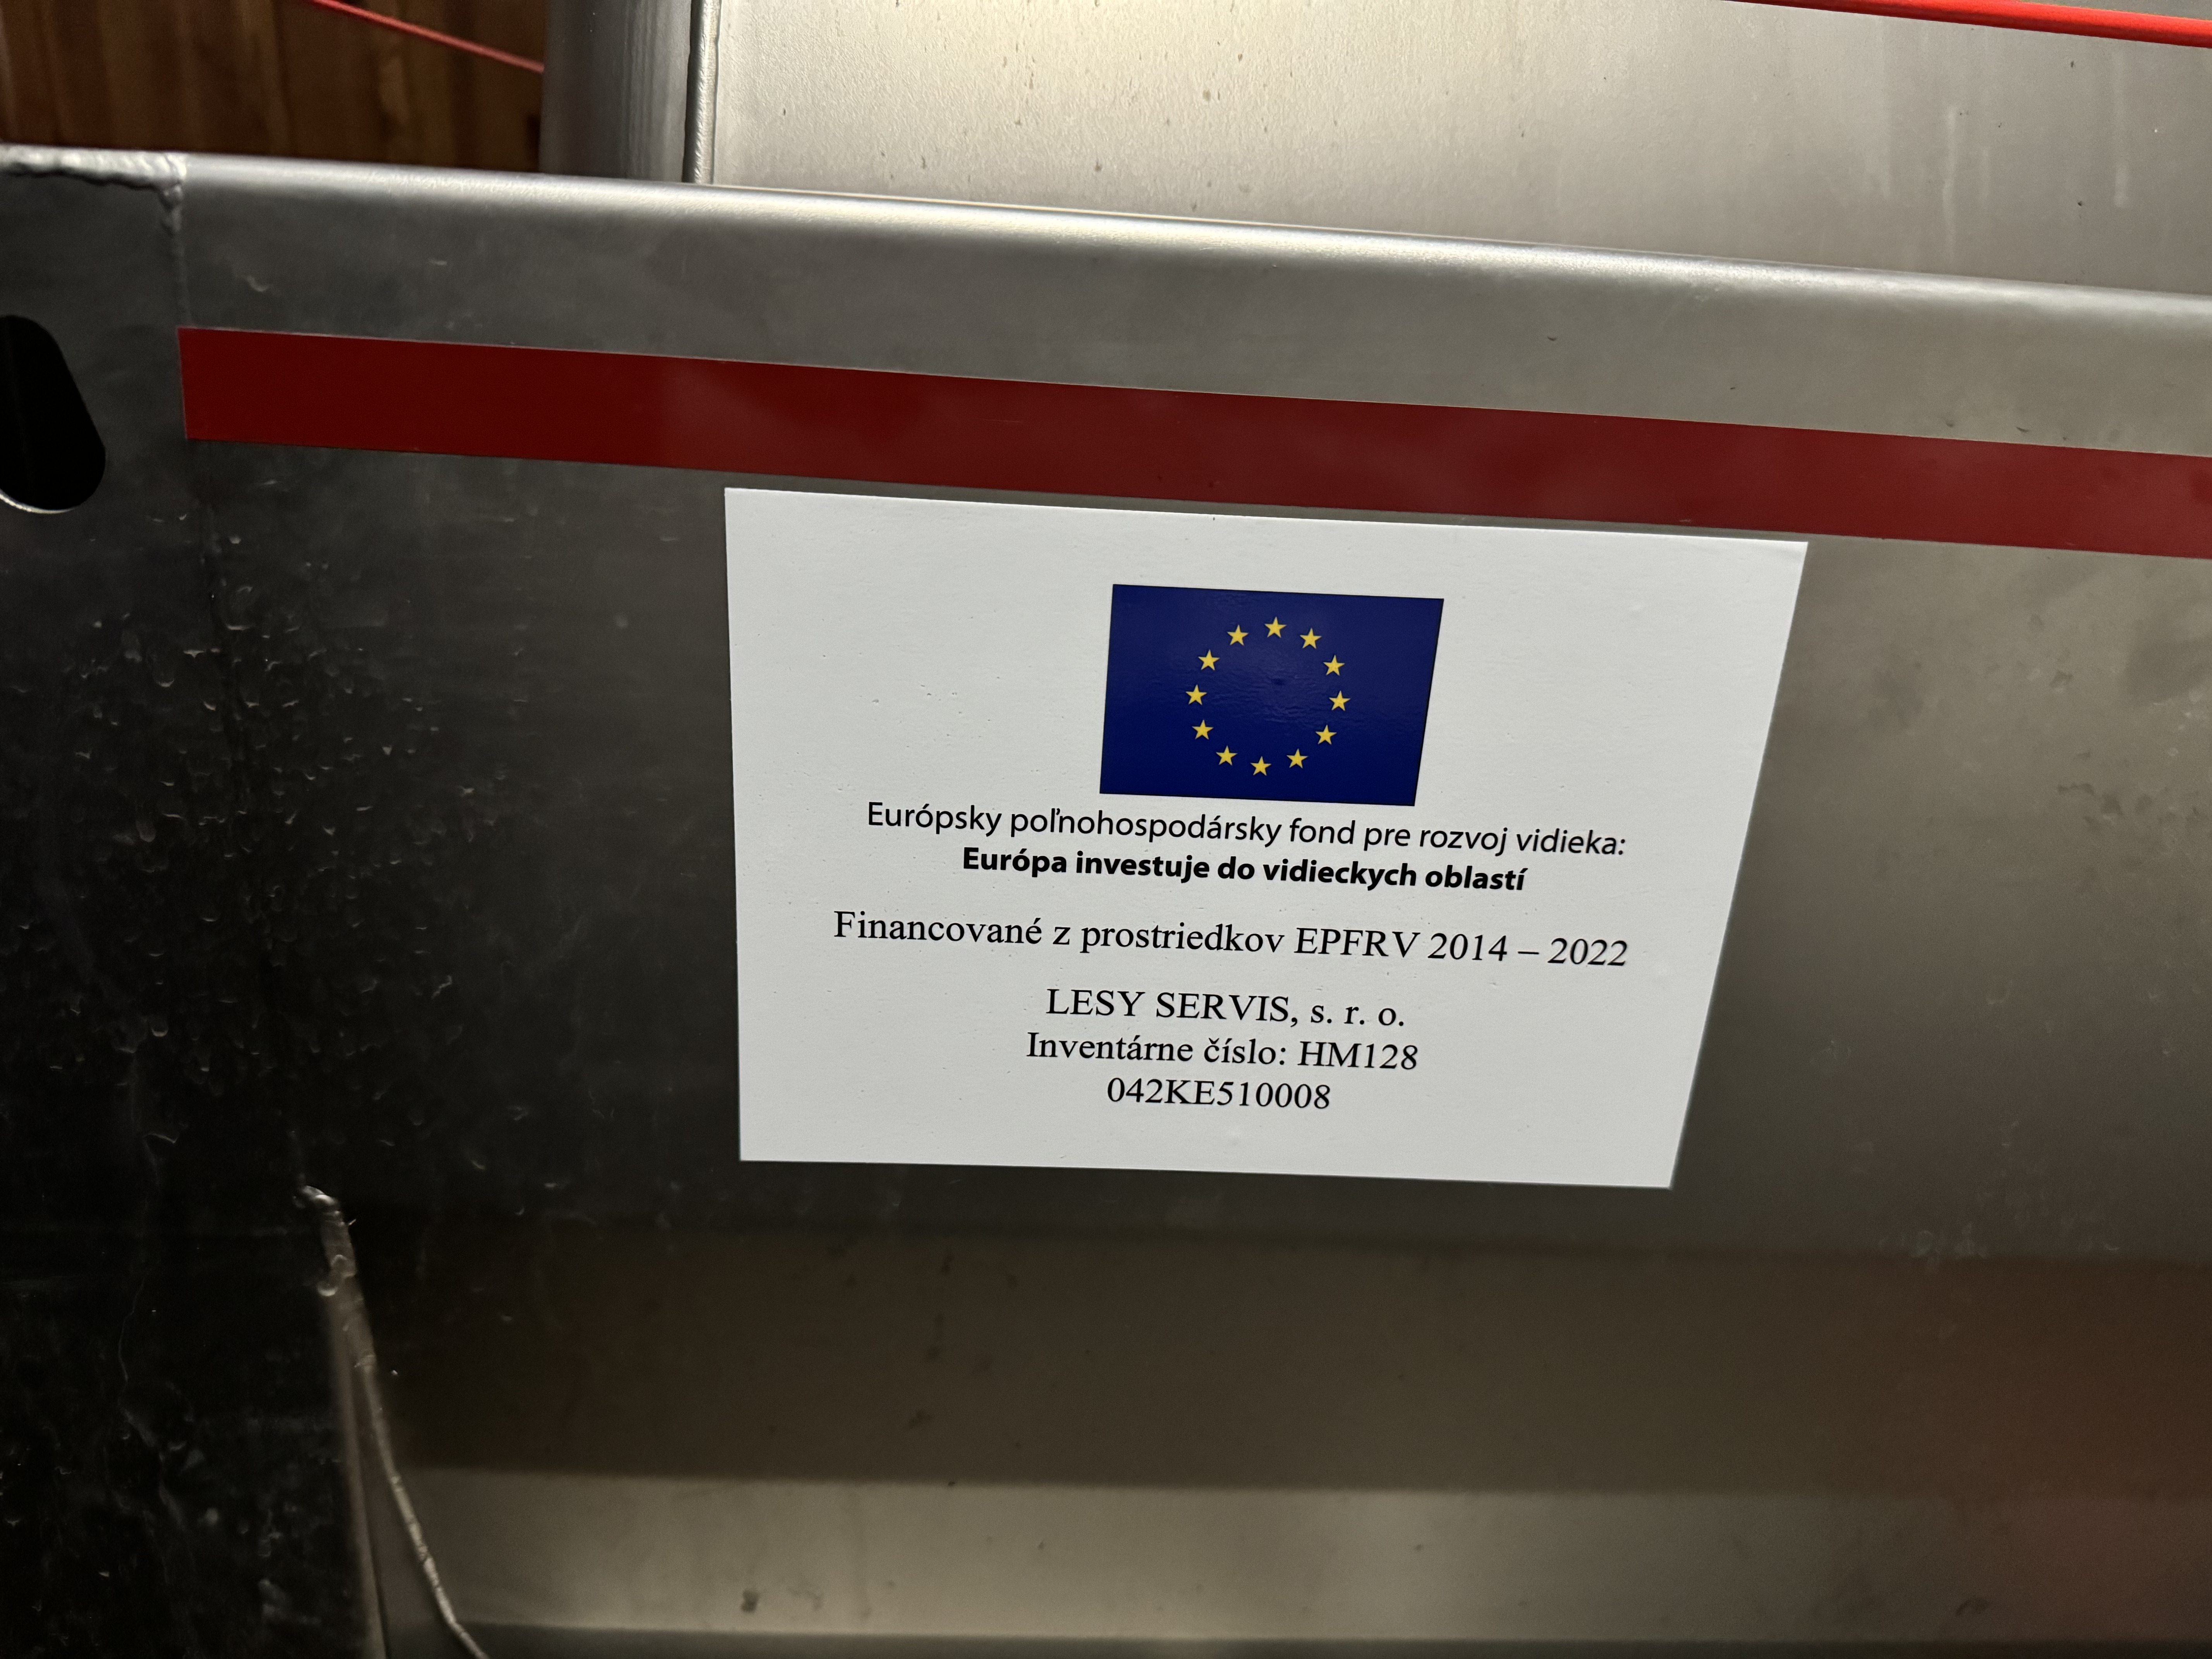 Európsky poľnohospodársky fond pre rozvoj vidieka:
Európa investuje do vidieckych oblastí
Financované z prostriedkov EPFRV 2014 – 2022
LESY SERVIS, s. r. o.
Inventárne číslo: HM128
042KE510008